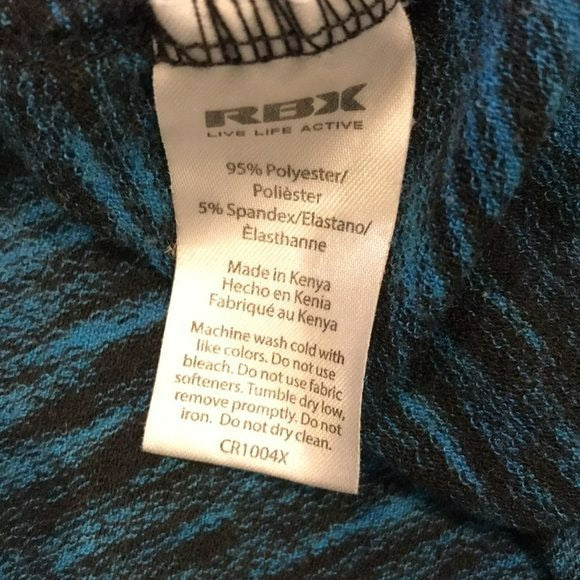 RBX
LIVE LIFE ACTIVE
95% Polyester/
Polièster
5% Spandex/Elastano/
Èlasthanne
Made in Kenya
Hecho en Kenia
Fabriqué au Kenya
Machine wash cold with
like colors. Do not use
bleach. Do not use fabric
softeners. Tumble dry low,
remove promptly. Do not
iron. Do not dry clean.
CR1004X